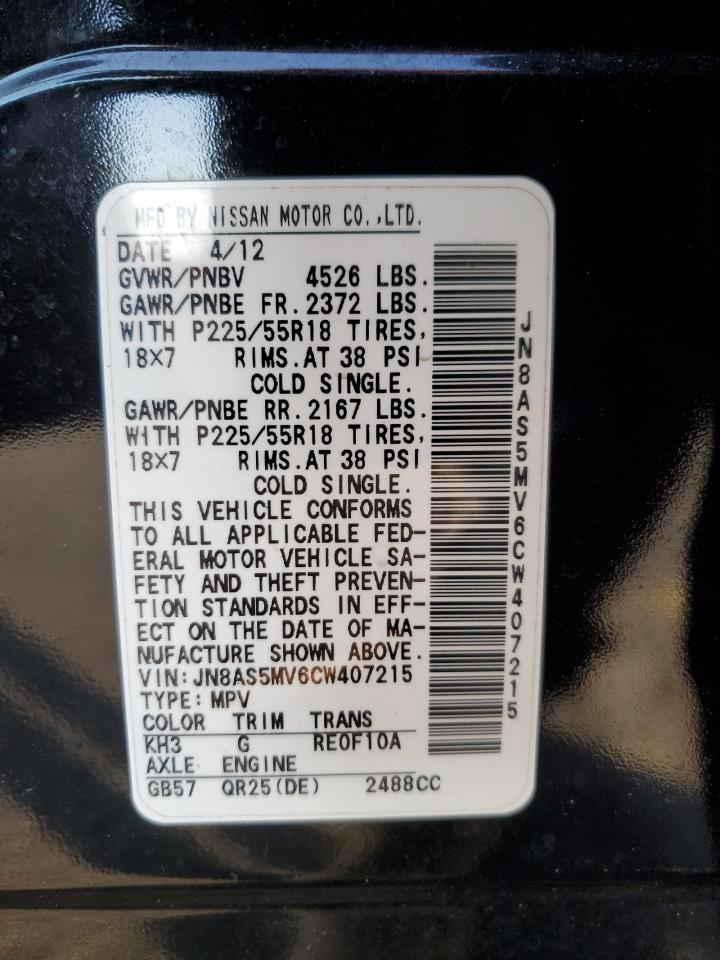 MFD BY NISSAN MOTOR CO.,LTD.
DATE 4/12
GVWR/PNBV 4526 LBS.
GAWR/PNBE FR. 2372 LBS.
WITH P225/55R18 TIRES,
18X7 RIMS.AT 38 PSI
COLD SINGLE.
GAWR/PNBE RR. 2167 LBS.
WITH P225/55R18 TIRES,
18X7 RIMS.AT 38 PSI
COLD SINGLE.
THIS VEHICLE CONFORMS
TO ALL APPLICABLE FED-
ERAL MOTOR VEHICLE SA-
FETY AND THEFT PREVEN-
TION STANDARDS IN EFF-
ECT ON THE DATE OF MA-
NUFACTURE SHOWN ABOVE.
VIN:JN8AS5MV6CW407215
TYPE:MPV
COLOR TRIM TRANS
KH3 G RE0F10A
AXLE ENGINE
GB57 QR25(DE) 2488CC
JN8AS5MV6CW407215